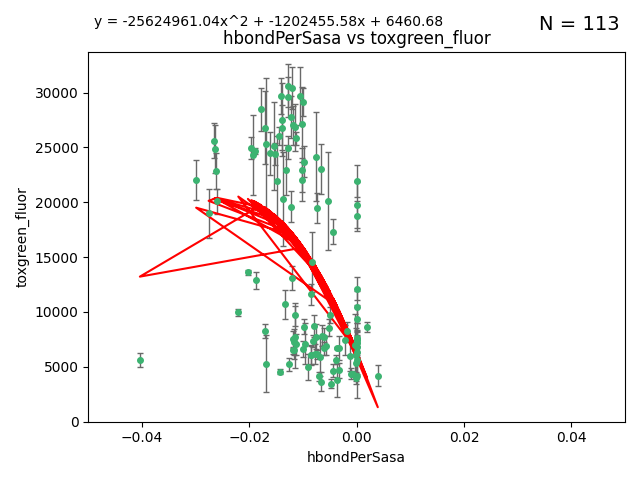 y = -25624961.04x^2 + -1202455.58x + 6460.68
N = 113
hbondPerSasa vs toxgreen_fluor
toxgreen_fluor
30000
25000
20000
15000
10000
5000
0
−0.04
−0.02
0.00
0.02
0.04
hbondPerSasa